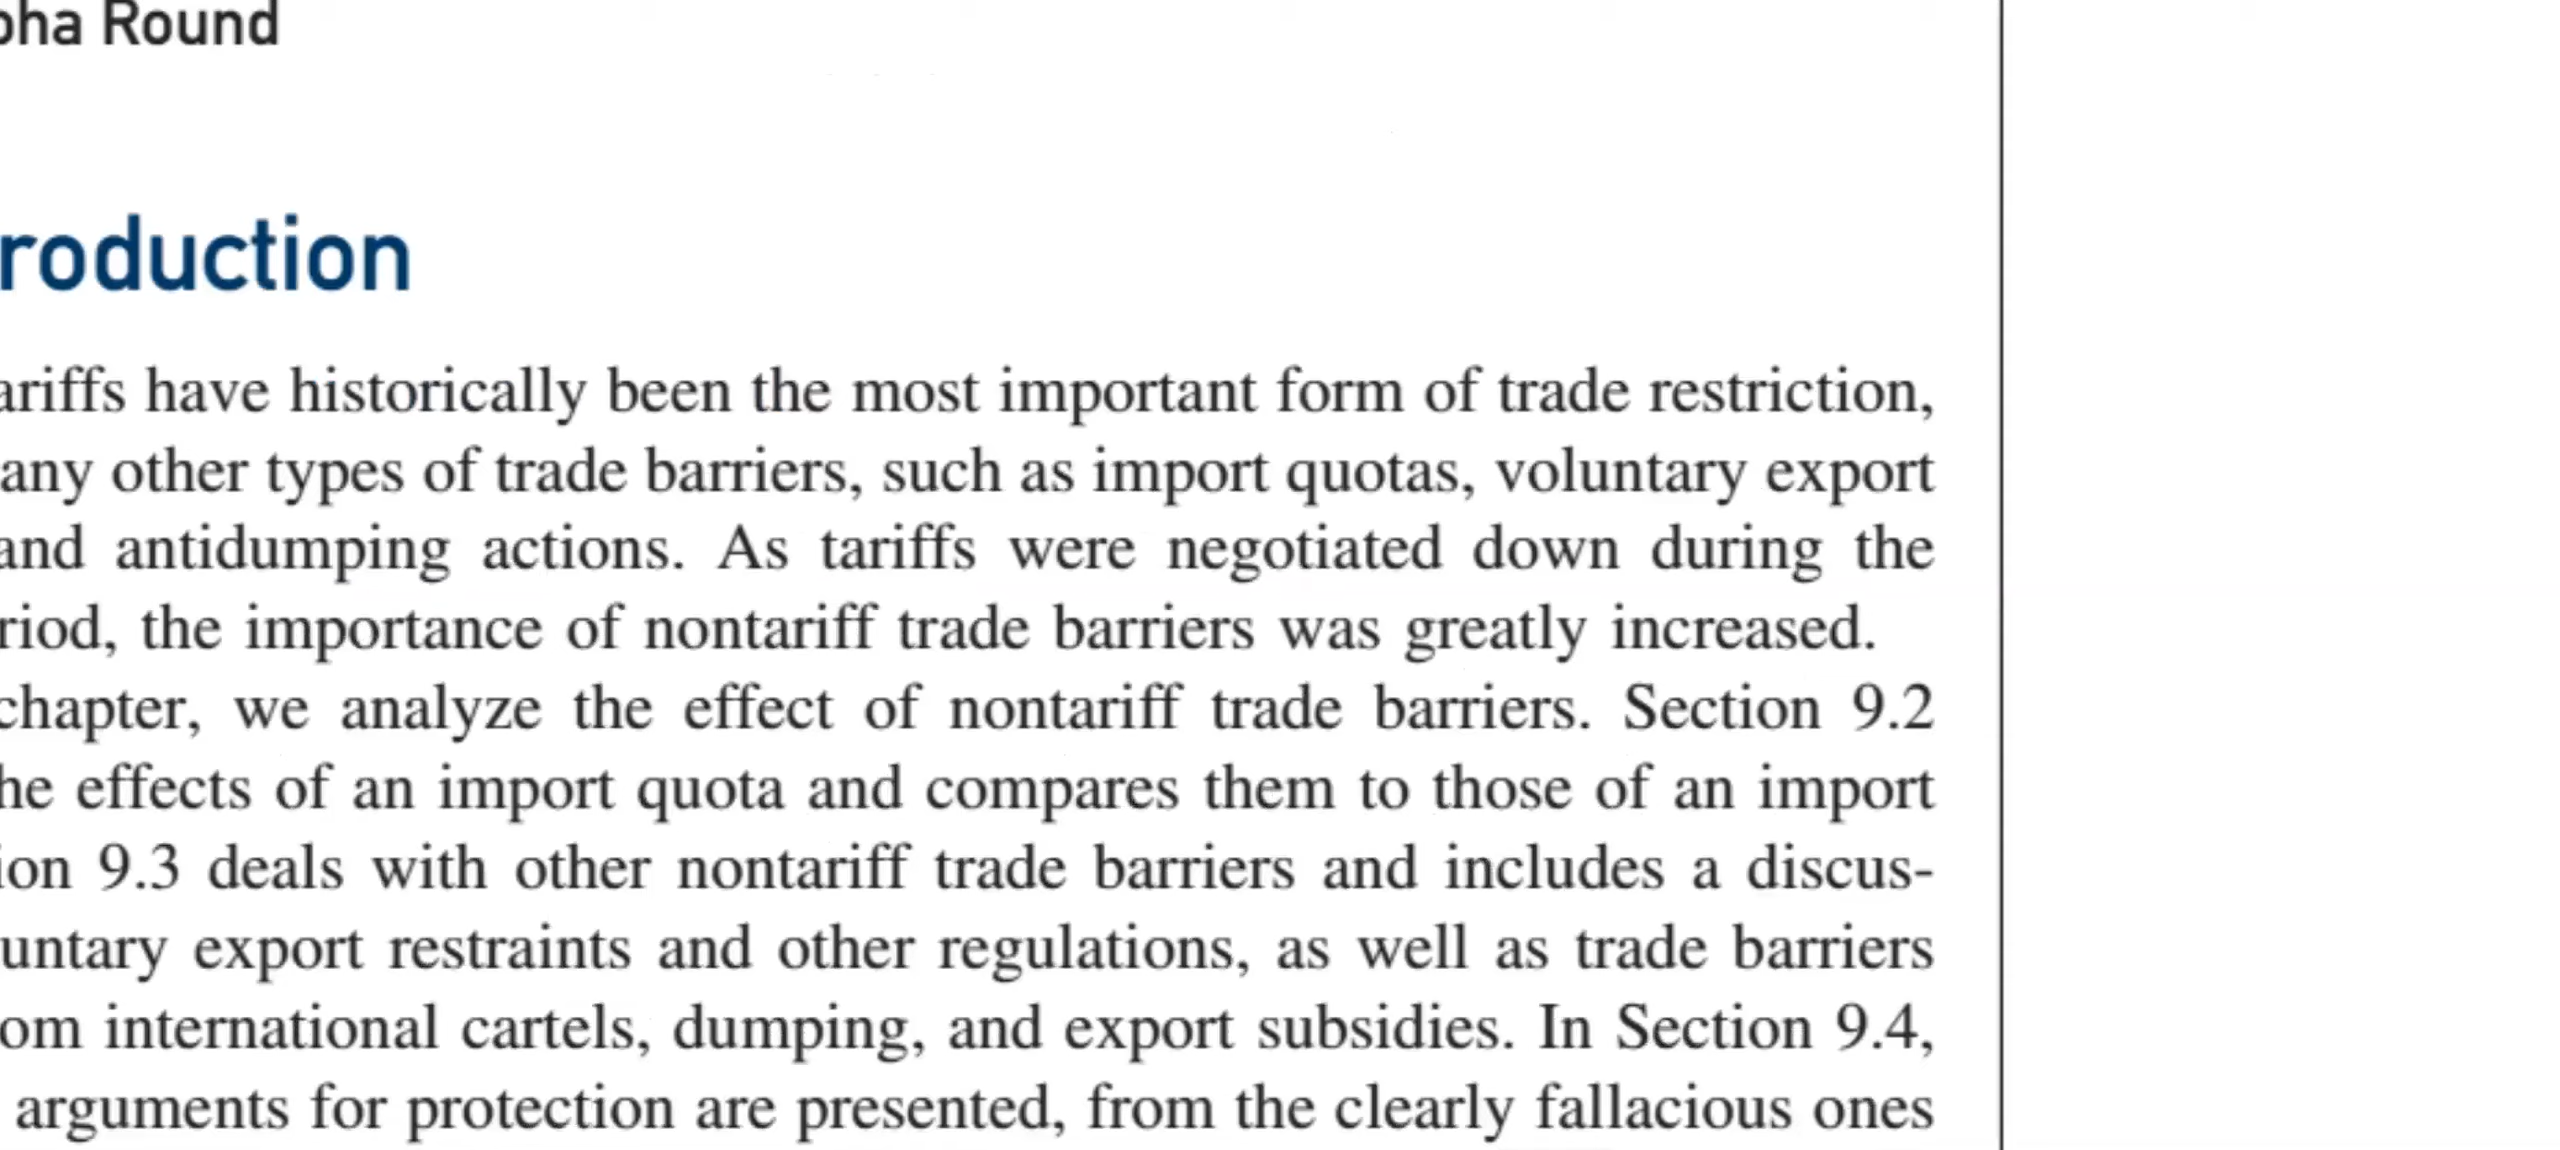 oha Round
roduction
ariffs have historically been the most important form of trade restriction,
any other types of trade barriers, such as import quotas, voluntary export
and antidumping actions. As tariffs were negotiated down during the
riod, the importance of nontariff trade barriers was greatly increased.
chapter, we analyze the effect of nontariff trade barriers. Section 9.2
he effects of an import quota and compares them to those of an import
ion 9.3 deals with other nontariff trade barriers and includes a discus-
untary export restraints and other regulations, as well as trade barriers
om international cartels, dumping, and export subsidies. In Section 9.4,
arguments for protection are presented, from the clearly fallacious ones